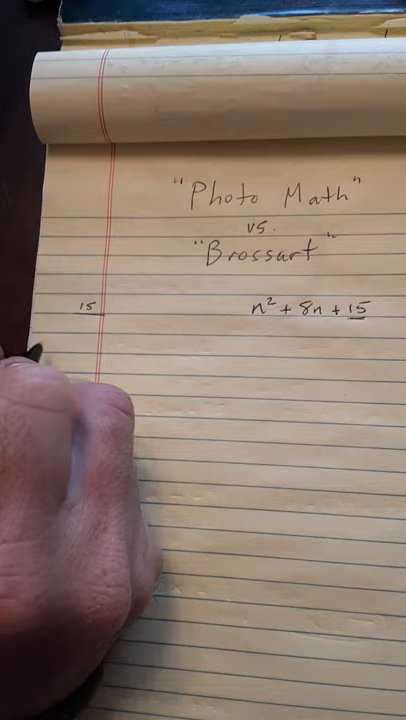 "Photo Math"
vs.
"Brossart"
15
n² + 8n + 15